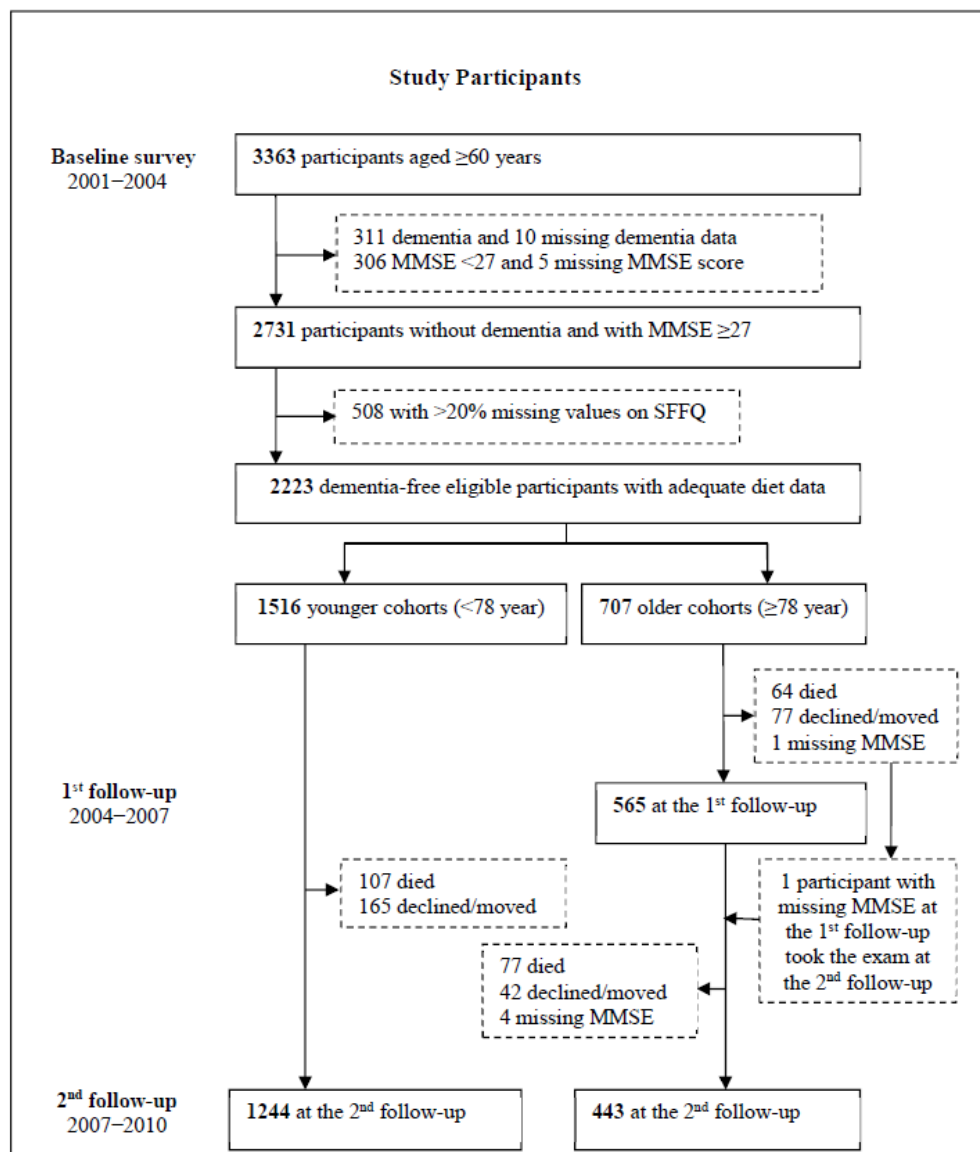 Study Participants
Baseline survey
2001−2004
3363 participants aged ≥60 years
311 dementia and 10 missing dementia data
306 MMSE <27 and 5 missing MMSE score
2731 participants without dementia and with MMSE ≥27
508 with >20% missing values on SFFQ
2223 dementia-free eligible participants with adequate diet data
1516 younger cohorts (<78 year)
707 older cohorts (≥78 year)
64 died
77 declined/moved
1 missing MMSE
1st follow-up
2004−2007
565 at the 1st follow-up
107 died
165 declined/moved
1 participant with
missing MMSE at
the 1st follow-up
took the exam at
the 2nd follow-up
77 died
42 declined/moved
4 missing MMSE
2nd follow-up
2007−2010
1244 at the 2nd follow-up
443 at the 2nd follow-up